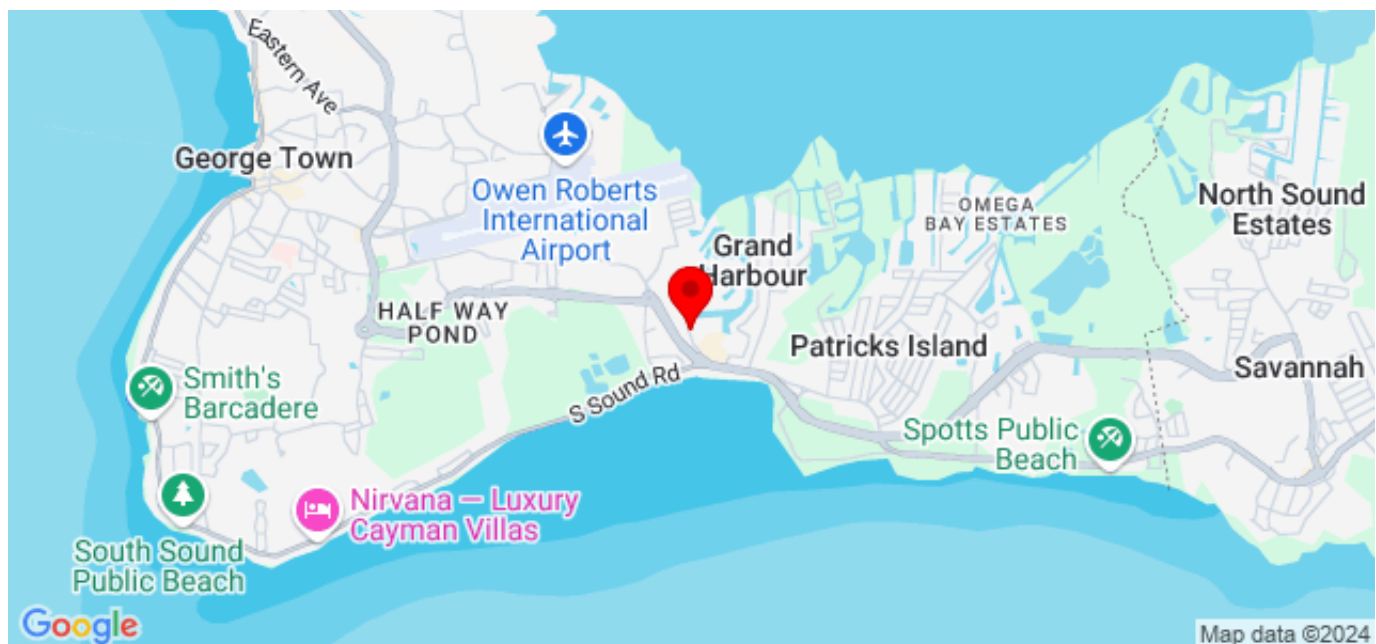 Eastern Ave
George Town
Owen Roberts
International
Airport
Grand
Harbour
OMEGA
BAY ESTATES
North Sound
Estates
HALF WAY
POND
Patricks Island
Savannah
Smith's
Barcadere
S Sound Rd
Spotts Public
Beach
Nirvana — Luxury
Cayman Villas
South Sound
Public Beach
Google
Map data ©2024